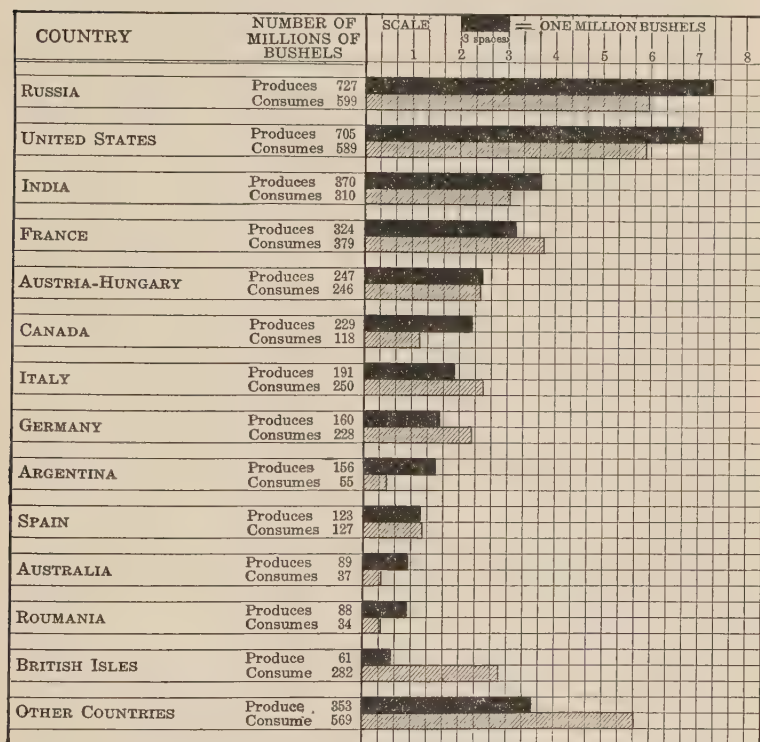 COUNTRY
NUMBER OF
MILLIONS OF
BUSHELS
SCALE
3 spaces
= ONE MILLION BUSHELS
1 2 3 4 5 6 7 8
RUSSIA
Produces 727
Consumes 599
UNITED STATES
Produces 705
Consumes 589
INDIA
Produces 370
Consumes 310
FRANCE
Produces 324
Consumes 379
AUSTRIA-HUNGARY
Produces 247
Consumes 246
CANADA
Produces 229
Consumes 118
ITALY
Produces 191
Consumes 250
GERMANY
Produces 160
Consumes 228
ARGENTINA
Produces 156
Consumes 55
SPAIN
Produces 123
Consumes 127
AUSTRALIA
Produces 89
Consumes 37
ROUMANIA
Produces 88
Consumes 34
BRITISH ISLES
Produce 61
Consume 282
OTHER COUNTRIES
Produce 353
Consume 569